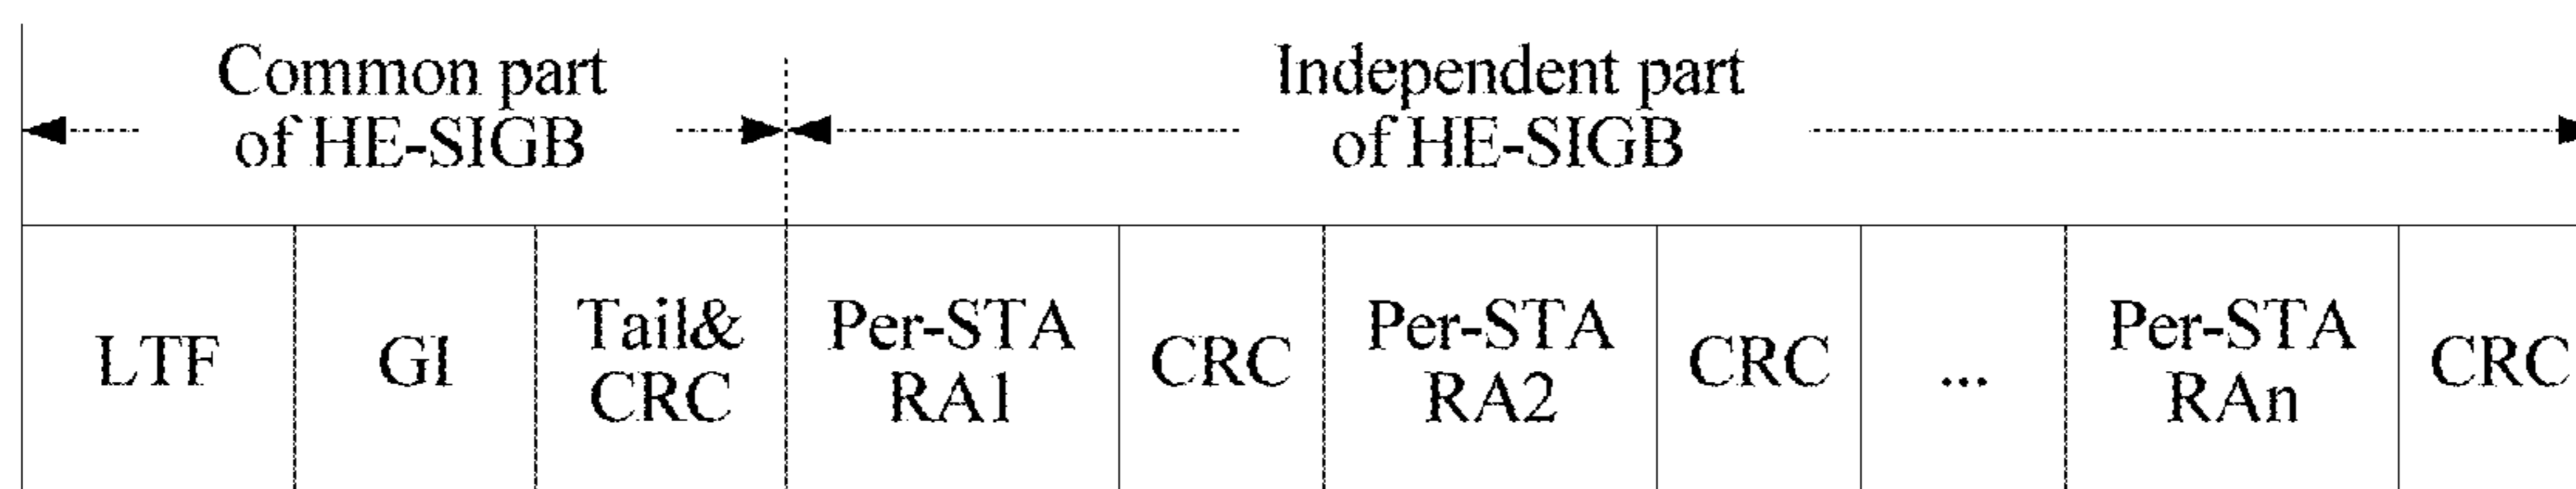 Common part
of HE-SIGB
Independent part
of HE-SIGB
LTF
GI
Tail&
CRC
Per-STA
RA1
CRC
Per-STA
RA2
CRC
...
Per-STA
RAn
CRC